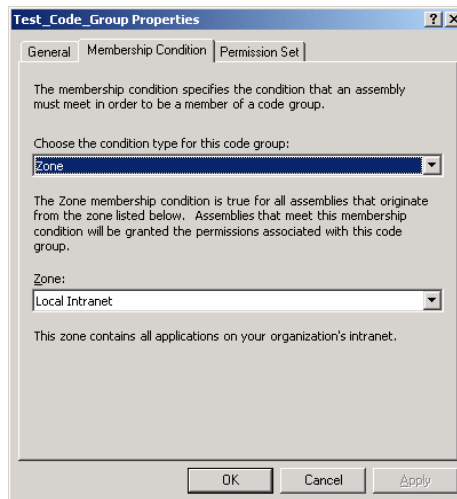 Test_Code_Group Properties
General Membership Condition Permission Set
The membership condition specifies the condition that an assembly
must meet in order to be a member of a code group.
Choose the condition type for this code group:
Zone
The Zone membership condition is true for all assemblies that originate
from the zone listed below. Assemblies that meet this membership
condition will be granted the permissions associated with this code
group.
Zone:
Local Intranet
This zone contains all applications on your organization's intranet.
OK Cancel Apply